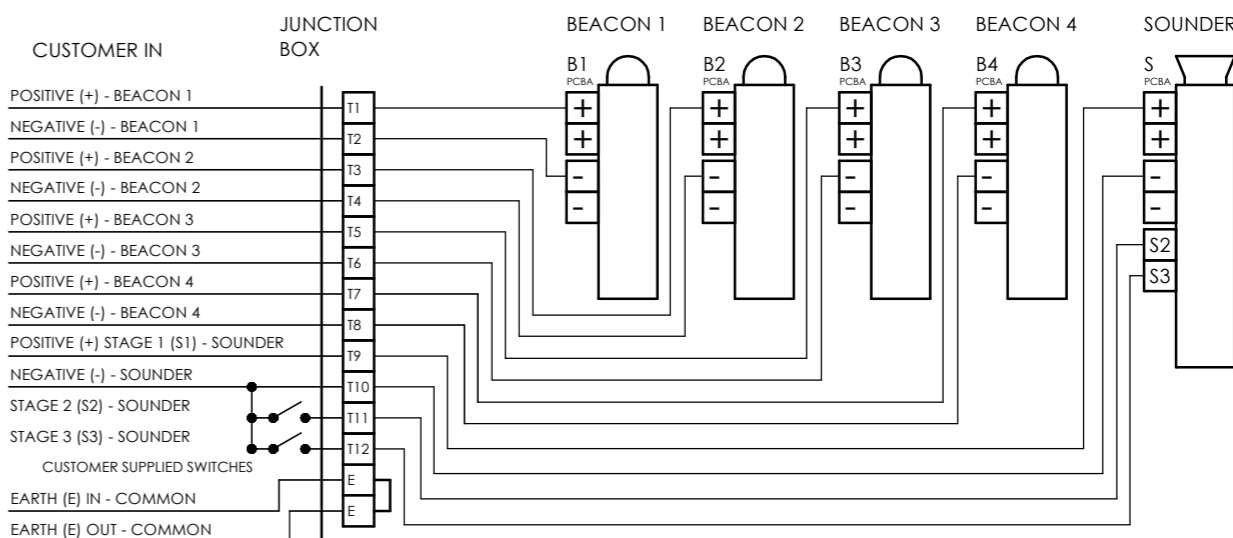 CUSTOMER IN
JUNCTION
BOX
BEACON 1
BEACON 2
BEACON 3
BEACON 4
SOUNDER
B1
PCBA
B2
PCBA
B3
PCBA
B4
PCBA
S
PCBA
POSITIVE (+) - BEACON 1
T1
NEGATIVE (-) - BEACON 1
T2
POSITIVE (+) - BEACON 2
T3
NEGATIVE (-) - BEACON 2
T4
POSITIVE (+) - BEACON 3
T5
NEGATIVE (-) - BEACON 3
T6
POSITIVE (+) - BEACON 4
T7
NEGATIVE (-) - BEACON 4
T8
POSITIVE (+) STAGE 1 (S1) - SOUNDER
T9
NEGATIVE (-) - SOUNDER
T10
STAGE 2 (S2) - SOUNDER
T11
STAGE 3 (S3) - SOUNDER
T12
CUSTOMER SUPPLIED SWITCHES
E
EARTH (E) IN - COMMON
E
EARTH (E) OUT - COMMON
+
+
-
-
+
+
-
-
+
+
-
-
+
+
-
-
+
+
-
-
S2
S3